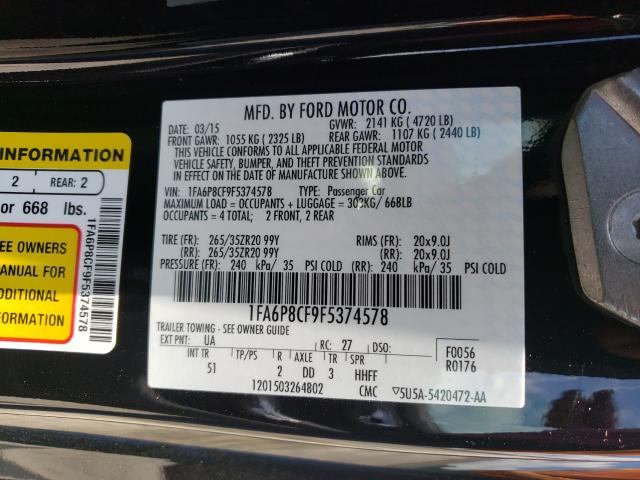 INFORMATION
2 REAR: 2
or 668 lbs.
EE OWNERS
MANUAL FOR
DDITIONAL
FORMATION
1FA6P8CF9F5374578
MFD. BY FORD MOTOR CO.
DATE: 03/15 GVWR: 2141 KG ( 4720 LB)
FRONT GAWR: 1055 KG ( 2325 LB) REAR GAWR: 1107 KG ( 2440 LB)
THIS VEHICLE CONFORMS TO ALL APPLICABLE FEDERAL MOTOR
VEHICLE SAFETY, BUMPER, AND THEFT PREVENTION STANDARDS
IN EFFECT ON THE DATE OF MANUFACTURE SHOWN ABOVE.
VIN: 1FA6P8CF9F5374578 TYPE: Passenger Car
MAXIMUM LOAD = OCCUPANTS + LUGGAGE = 303KG/ 668LB
OCCUPANTS = 4 TOTAL; 2 FRONT, 2 REAR
TIRE (FR): 265/35ZR20 99Y RIMS (FR): 20x9.0J
TIRE (RR): 265/35ZR20 99Y RIMS (RR): 20x9.0J
PRESSURE (FR): 240 kPa/ 35 PSI COLD (RR): 240 kPa/ 35 PSI COLD
1FA6P8CF9F5374578
TRAILER TOWING - SEE OWNER GUIDE
EXT PNT: UA RC: 27 DSO: F0056
INT TR TP/PS R AXLE TR SPR R0176
51 2 DD 3 HHFF
1201503264802 CMC ▽5U5A-5420472-AA